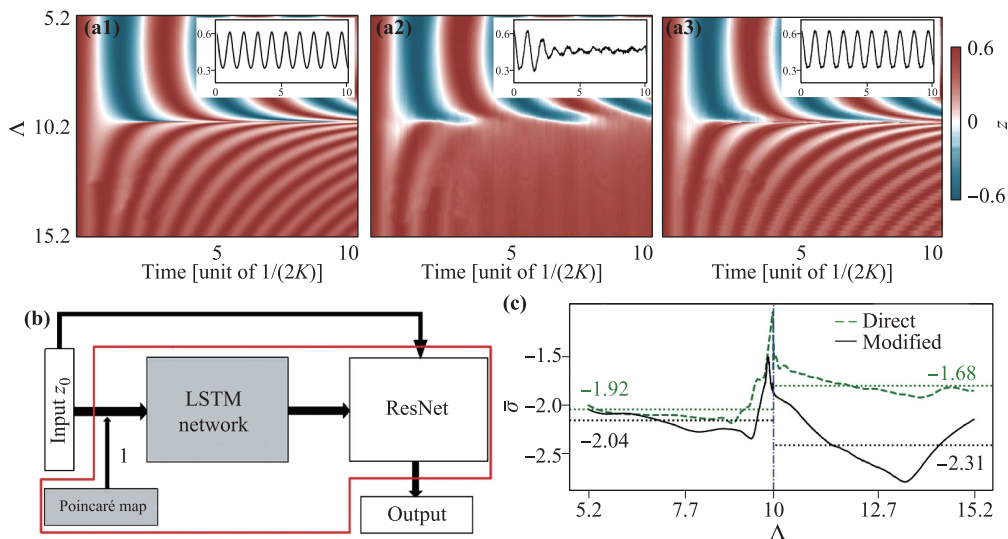 5.2
(a1)
0.6
0.3
5
10
(a2)
0.6
0.3
5
10
(a3)
0.6
0.3
5
10
0.6
Λ
10.2
0
z
−0.6
15.2
5
10
5
10
5
10
Time [unit of 1/(2K)]
Time [unit of 1/(2K)]
Time [unit of 1/(2K)]
(b)
Input z0
LSTM
network
ResNet
1
Poincaré map
Output
(c)
Direct
Modified
−1.5
−1.92
−1.68
σ̅
−2.0
−2.04
−2.5
−2.31
5.2
7.7
10
12.7
15.2
Λ